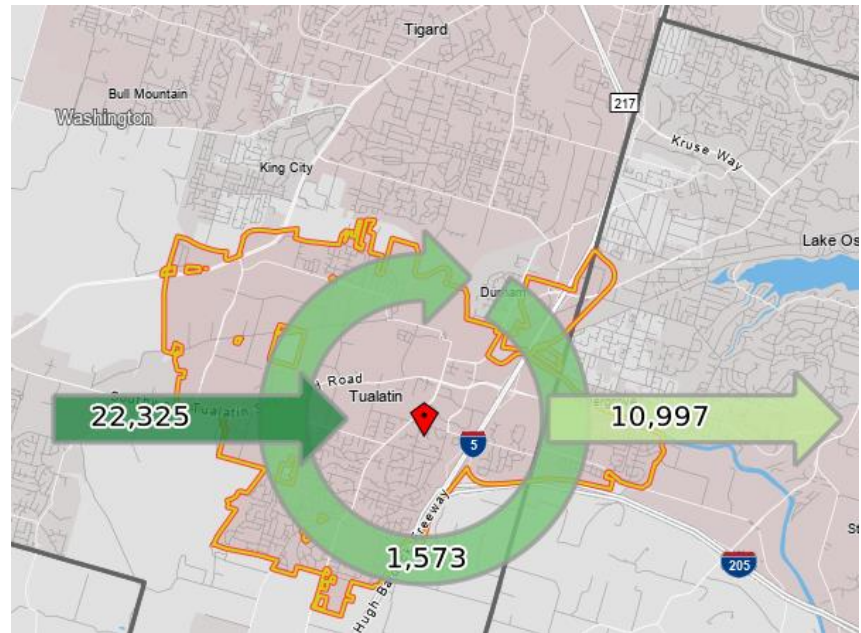 Tigard
Bull Mountain
Washington
217
Kruse Way
King City
Lake Os
Durham
Road
Tualatin
22,325
Tualatin S
10,997
5
1,573
Freeway
Hugh Ba
205
St